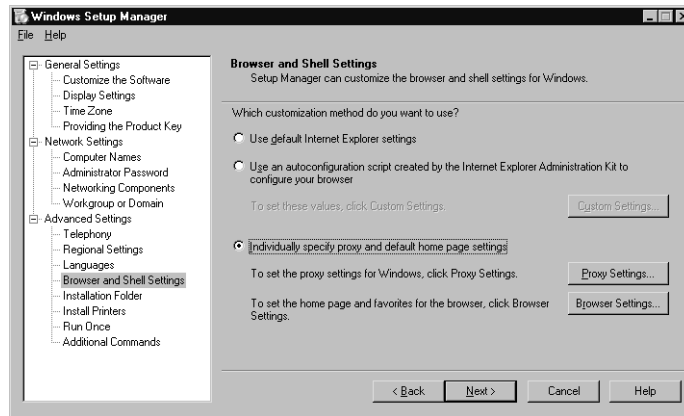 Windows Setup Manager
File Help
General Settings
Customize the Software
Display Settings
Time Zone
Providing the Product Key
Network Settings
Computer Names
Administrator Password
Networking Components
Workgroup or Domain
Advanced Settings
Telephony
Regional Settings
Languages
Browser and Shell Settings
Installation Folder
Install Printers
Run Once
Additional Commands
Browser and Shell Settings
Setup Manager can customize the browser and shell settings for Windows.
Which customization method do you want to use?
Use default Internet Explorer settings
Use an autoconfiguration script created by the Internet Explorer Administration Kit to
configure your browser
To set these values, click Custom Settings.
Custom Settings...
Individually specify proxy and default home page settings
To set the proxy settings for Windows, click Proxy Settings.
Proxy Settings...
To set the home page and favorites for the browser, click Browser
Settings.
Browser Settings...
< Back
Next >
Cancel
Help